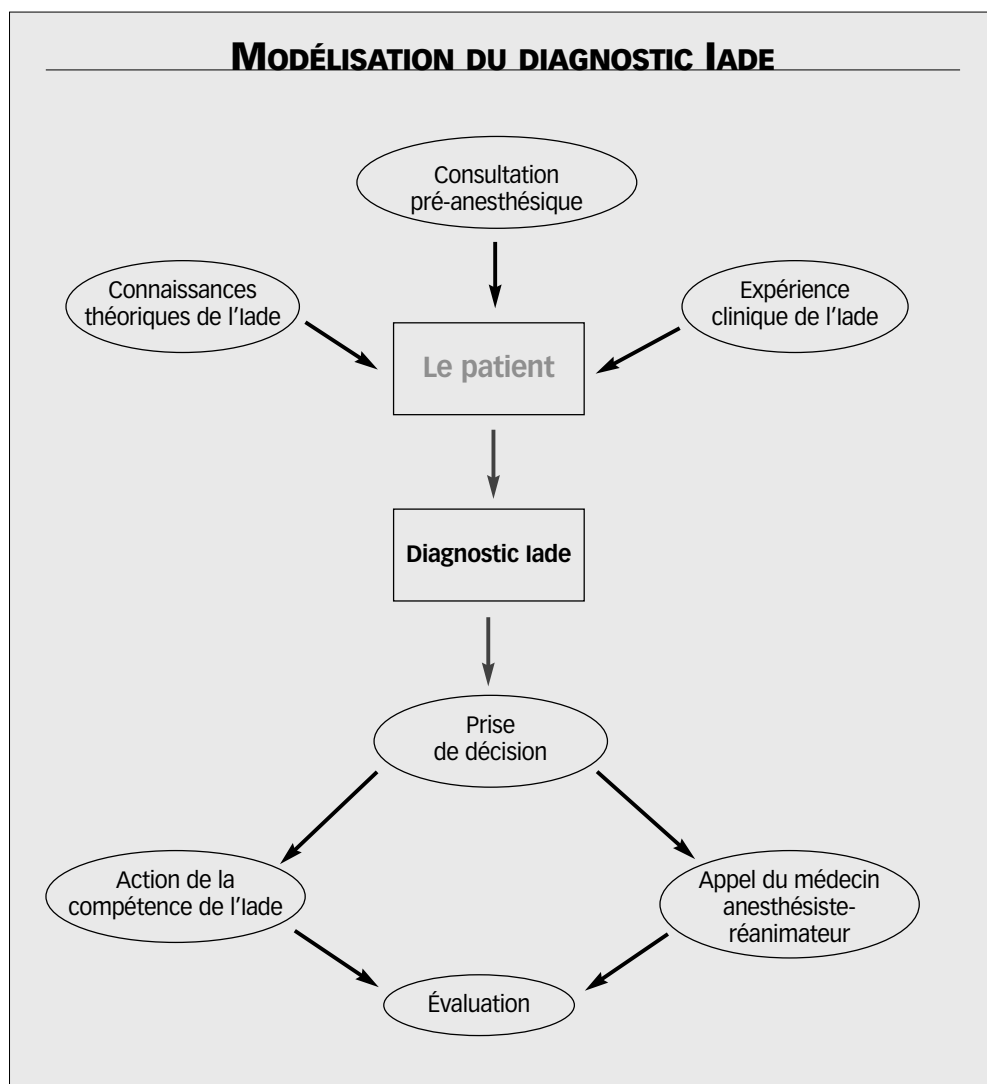 MODÉLISATION DU DIAGNOSTIC IADE
Consultation
pré-anesthésique
Connaissances
théoriques de l'Iade
Expérience
clinique de l'Iade
Le patient
Diagnostic Iade
Prise
de décision
Action de la
compétence de l'Iade
Appel du médecin
anesthésiste-
réanimateur
Évaluation